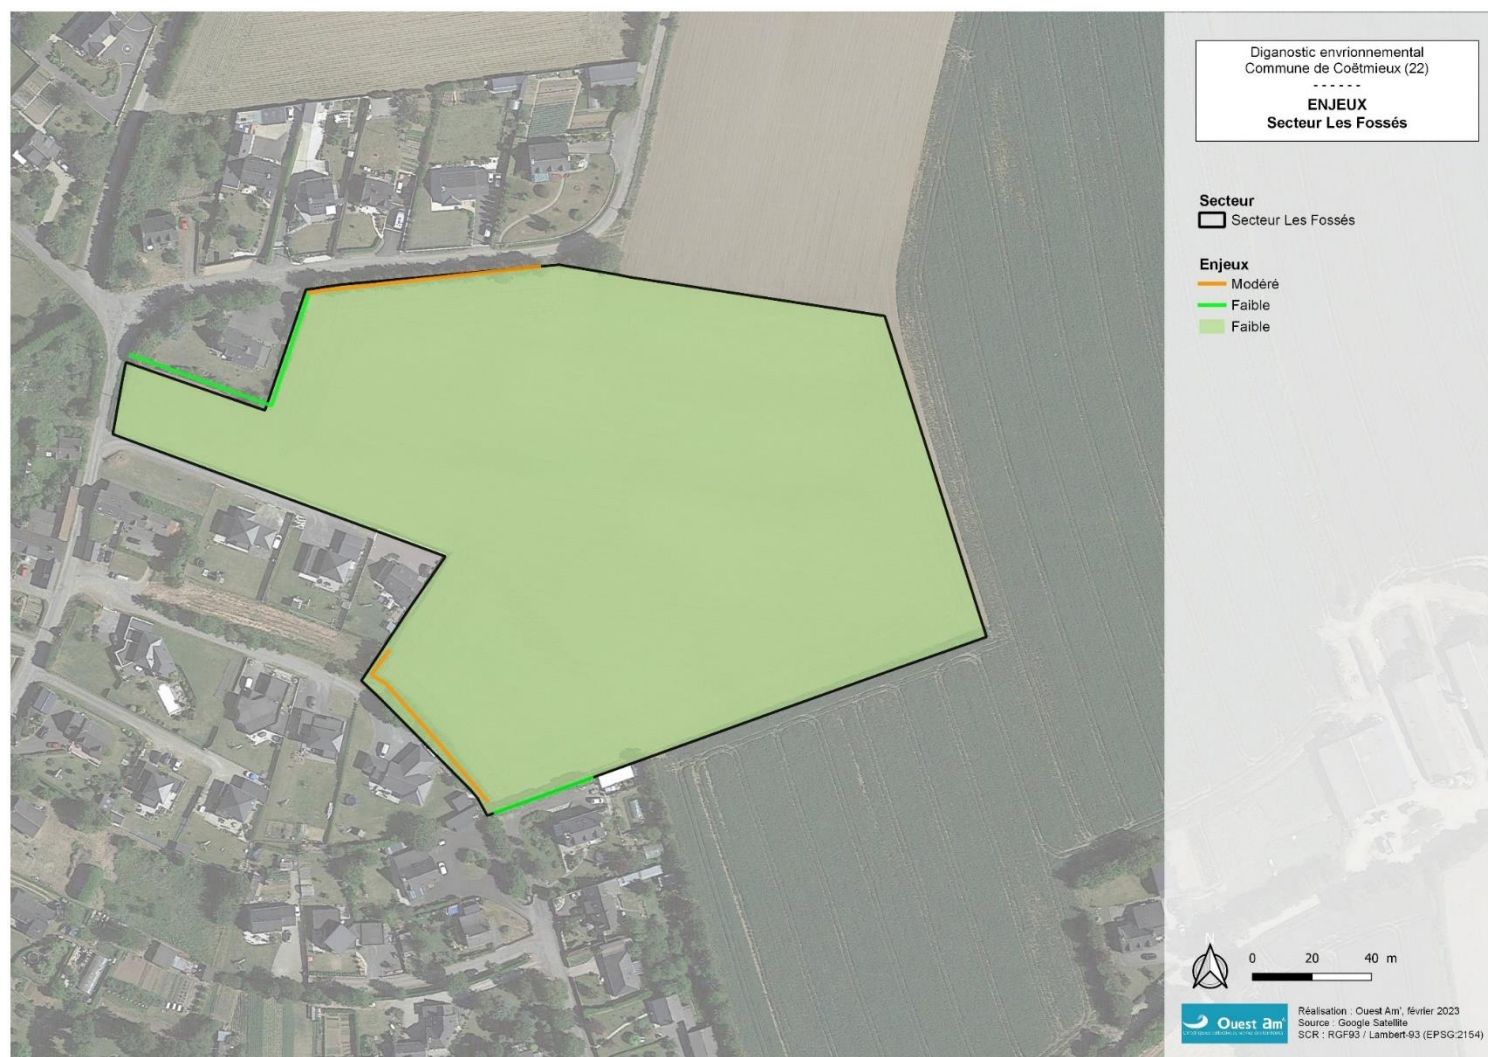 Diganostic envrionnemental
Commune de Coëtmieux (22)
- - - - - -
ENJEUX
Secteur Les Fossés
Secteur
Secteur Les Fossés
Enjeux
Modéré
Faible
Faible
N
0 20 40 m
Ouest am'
Réalisation : Ouest Am', février 2023
Source : Google Satellite
SCR : RGF93 / Lambert-93 (EPSG:2154)